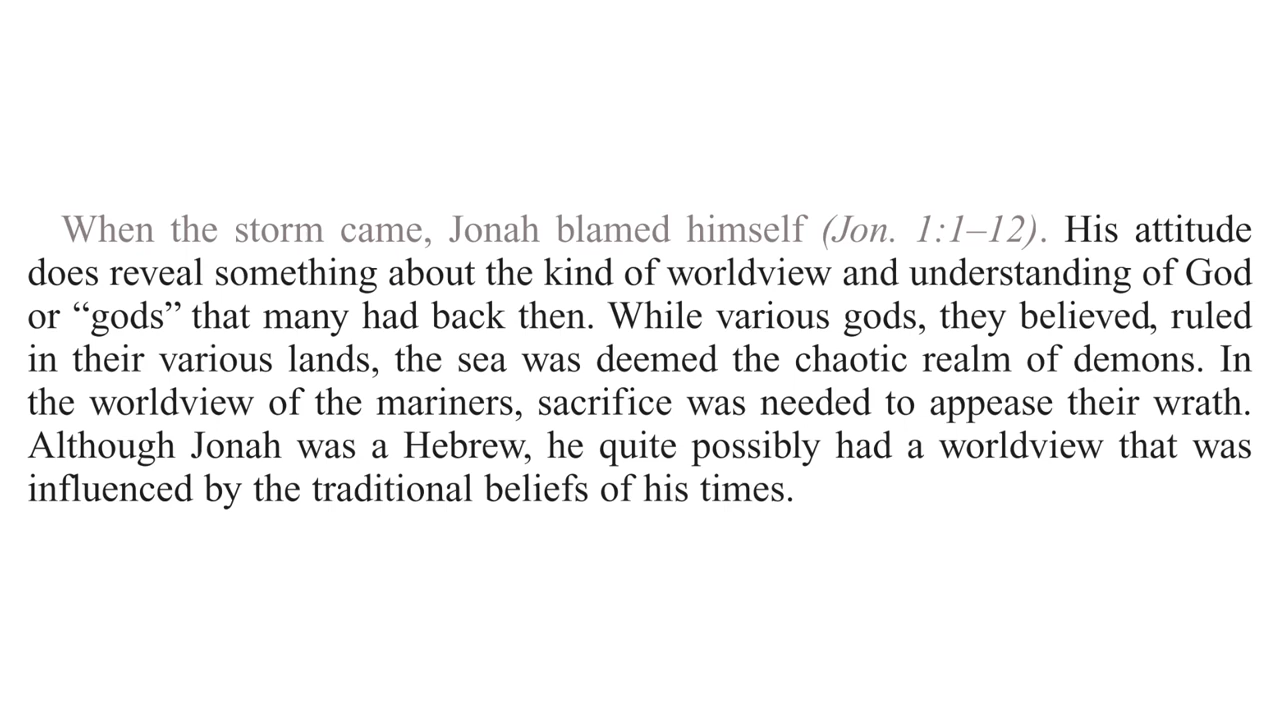 When the storm came, Jonah blamed himself (Jon. 1:1–12). His attitude
does reveal something about the kind of worldview and understanding of God
or “gods” that many had back then. While various gods, they believed, ruled
in their various lands, the sea was deemed the chaotic realm of demons. In
the worldview of the mariners, sacrifice was needed to appease their wrath.
Although Jonah was a Hebrew, he quite possibly had a worldview that was
influenced by the traditional beliefs of his times.